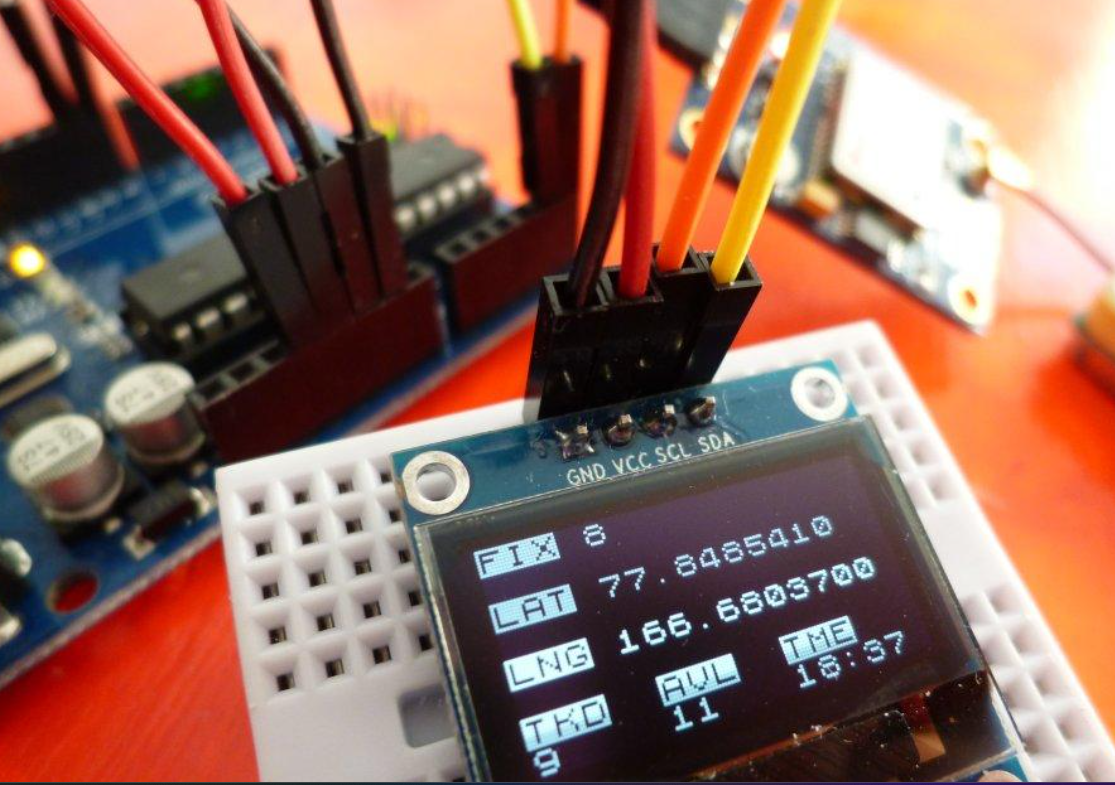 GND VCC SCL SDA
FIX 8
LAT 77.8485410
LNG 166.6803700
TKD AVL TME
9 11 18:37